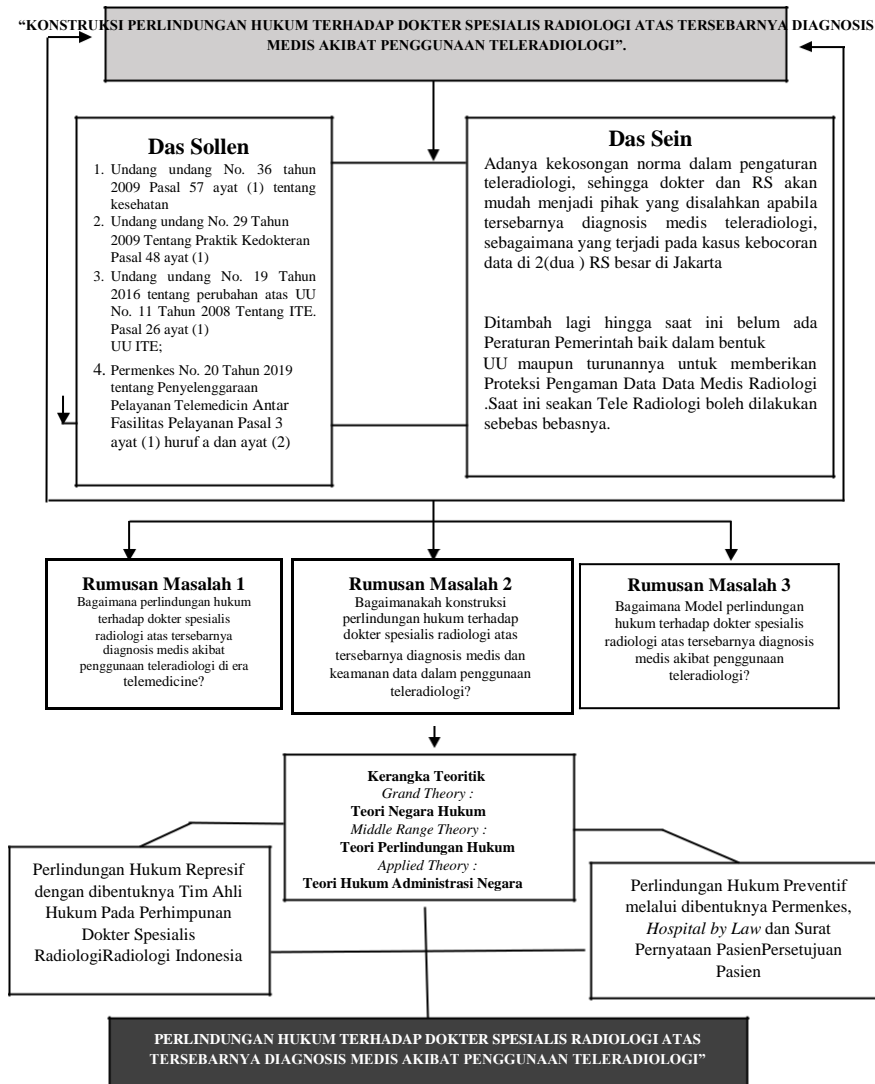 “KONSTRUKSI PERLINDUNGAN HUKUM TERHADAP DOKTER SPESIALIS RADIOLOGI ATAS TERSEBARNYA DIAGNOSIS
MEDIS AKIBAT PENGGUNAAN TELERADIOLOGI”.
Das Sollen
1. Undang undang No. 36 tahun
2009 Pasal 57 ayat (1) tentang
kesehatan
2. Undang undang No. 29 Tahun
2009 Tentang Praktik Kedokteran
Pasal 48 ayat (1)
3. Undang undang No. 19 Tahun
2016 tentang perubahan atas UU
No. 11 Tahun 2008 Tentang ITE.
Pasal 26 ayat (1)
UU ITE;
4. Permenkes No. 20 Tahun 2019
tentang Penyelenggaraan
Pelayanan Telemedicin Antar
Fasilitas Pelayanan Pasal 3
ayat (1) huruf a dan ayat (2)
Das Sein
Adanya kekosongan norma dalam pengaturan
teleradiologi, sehingga dokter dan RS akan
mudah menjadi pihak yang disalahkan apabila
tersebarnya diagnosis medis teleradiologi,
sebagaimana yang terjadi pada kasus kebocoran
data di 2(dua ) RS besar di Jakarta
Ditambah lagi hingga saat ini belum ada
Peraturan Pemerintah baik dalam bentuk
UU maupun turunannya untuk memberikan
Proteksi Pengaman Data Data Medis Radiologi
.Saat ini seakan Tele Radiologi boleh dilakukan
sebebas bebasnya.
Rumusan Masalah 1
Bagaimana perlindungan hukum
terhadap dokter spesialis
radiologi atas tersebarnya
diagnosis medis akibat
penggunaan teleradiologi di era
telemedicine?
Rumusan Masalah 2
Bagaimanakah konstruksi
perlindungan hukum terhadap
dokter spesialis radiologi atas
tersebarnya diagnosis medis dan
keamanan data dalam penggunaan
teleradiologi?
Rumusan Masalah 3
Bagaimana Model perlindungan
hukum terhadap dokter spesialis
radiologi atas tersebarnya diagnosis
medis akibat penggunaan
teleradiologi?
Kerangka Teoritik
Grand Theory :
Teori Negara Hukum
Middle Range Theory :
Teori Perlindungan Hukum
Applied Theory :
Teori Hukum Administrasi Negara
Perlindungan Hukum Represif
dengan dibentuknya Tim Ahli
Hukum Pada Perhimpunan
Dokter Spesialis
RadiologiRadiologi Indonesia
Perlindungan Hukum Preventif
melalui dibentuknya Permenkes,
Hospital by Law dan Surat
Pernyataan PasienPersetujuan
Pasien
PERLINDUNGAN HUKUM TERHADAP DOKTER SPESIALIS RADIOLOGI ATAS
TERSEBARNYA DIAGNOSIS MEDIS AKIBAT PENGGUNAAN TELERADIOLOGI”